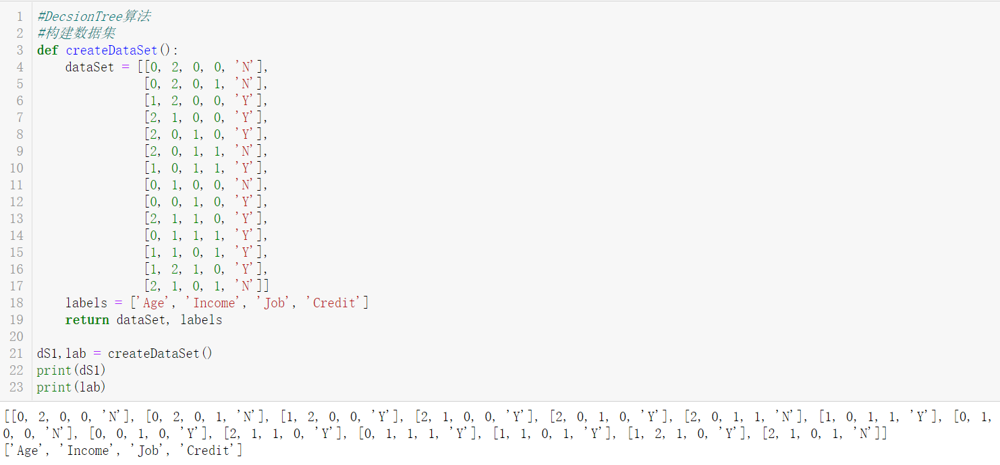 1 #DecsionTree算法
2 #构建数据集
3 def createDataSet():
4     dataSet = [[0, 2, 0, 0, 'N'],
5                [0, 2, 0, 1, 'N'],
6                [1, 2, 0, 0, 'Y'],
7                [2, 1, 0, 0, 'Y'],
8                [2, 0, 1, 0, 'Y'],
9                [2, 0, 1, 1, 'N'],
10                [1, 0, 1, 1, 'Y'],
11                [0, 1, 0, 0, 'N'],
12                [0, 0, 1, 0, 'Y'],
13                [2, 1, 1, 0, 'Y'],
14                [0, 1, 1, 1, 'Y'],
15                [1, 1, 0, 1, 'Y'],
16                [1, 2, 1, 0, 'Y'],
17                [2, 1, 0, 1, 'N']]
18     labels = ['Age', 'Income', 'Job', 'Credit']
19     return dataSet, labels
20
21 dS1,lab = createDataSet()
22 print(dS1)
23 print(lab)
[[0, 2, 0, 0, 'N'], [0, 2, 0, 1, 'N'], [1, 2, 0, 0, 'Y'], [2, 1, 0, 0, 'Y'], [2, 0, 1, 0, 'Y'], [2, 0, 1, 1, 'N'], [1, 0, 1, 1, 'Y'], [0, 1,
0, 0, 'N'], [0, 0, 1, 0, 'Y'], [2, 1, 1, 0, 'Y'], [0, 1, 1, 1, 'Y'], [1, 1, 0, 1, 'Y'], [1, 2, 1, 0, 'Y'], [2, 1, 0, 1, 'N']]
['Age', 'Income', 'Job', 'Credit']